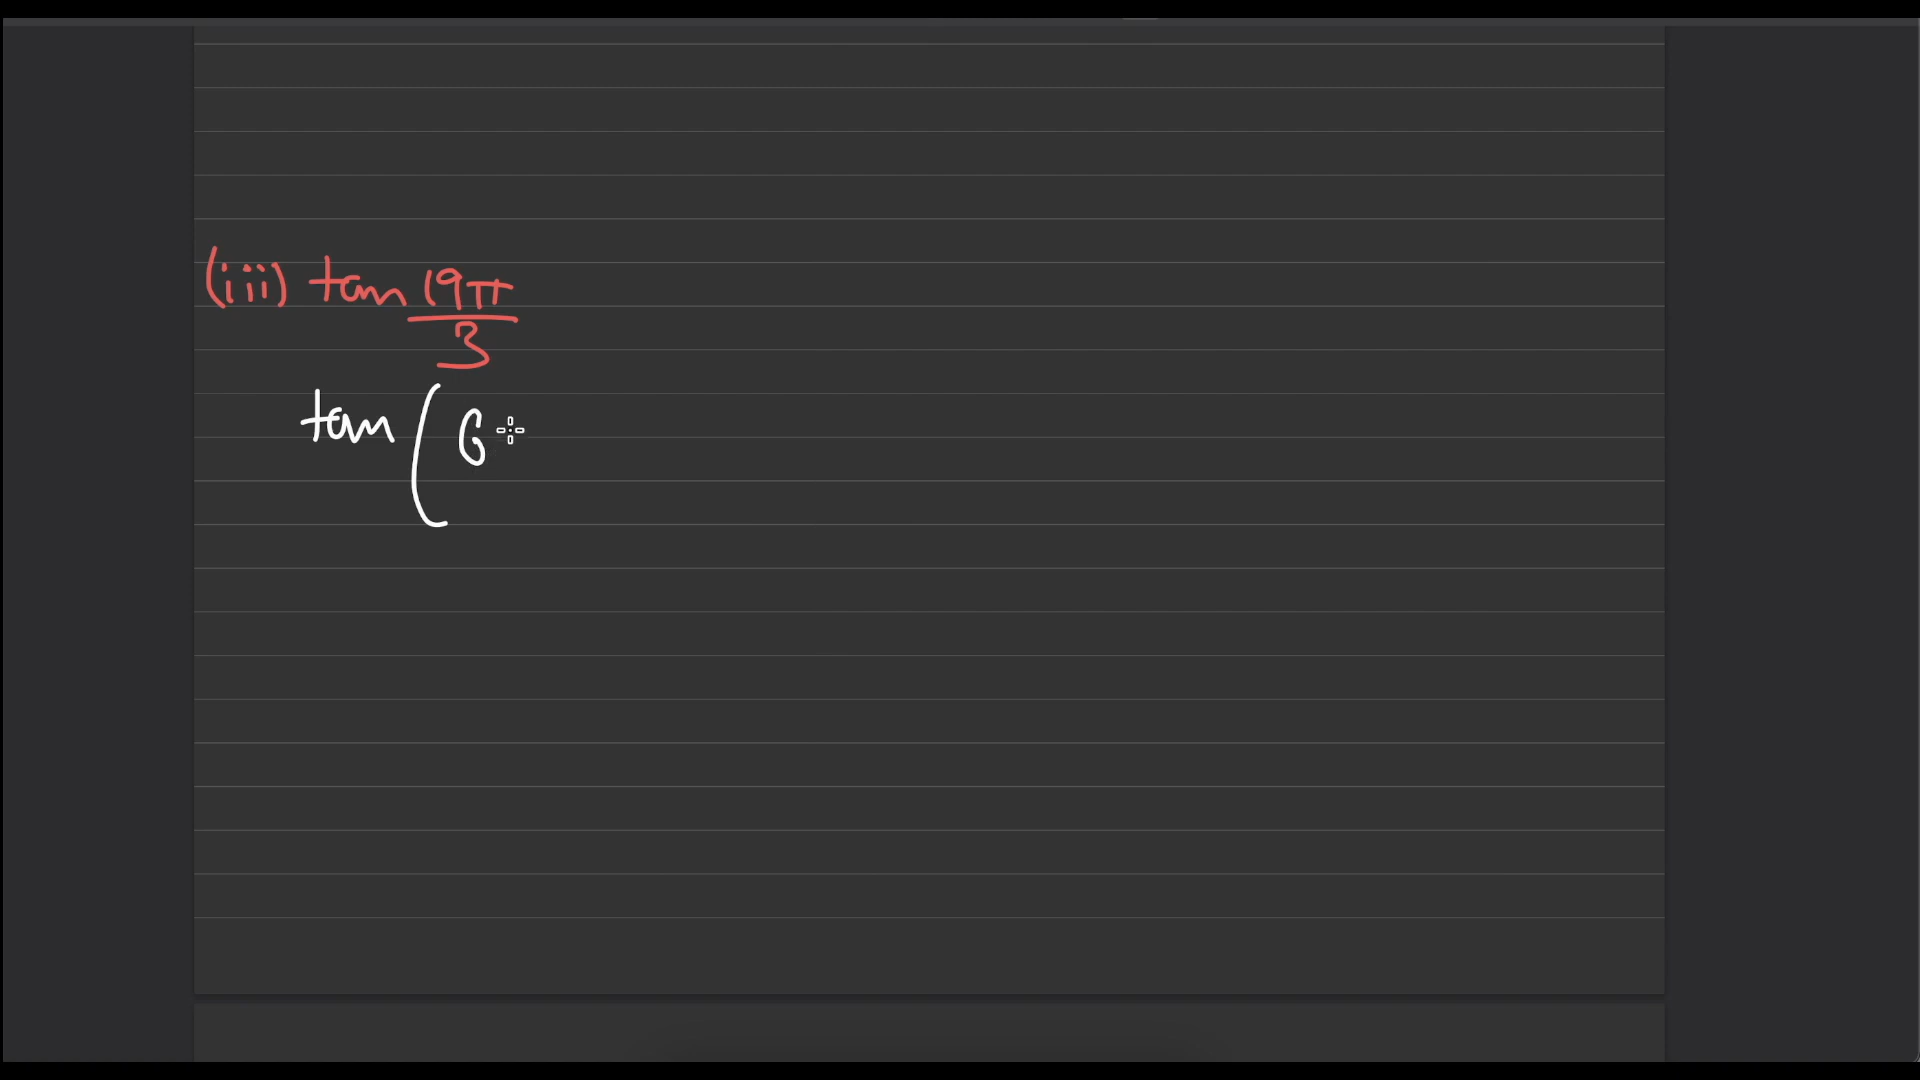 (iii) tan 19π/3
tan ( 6